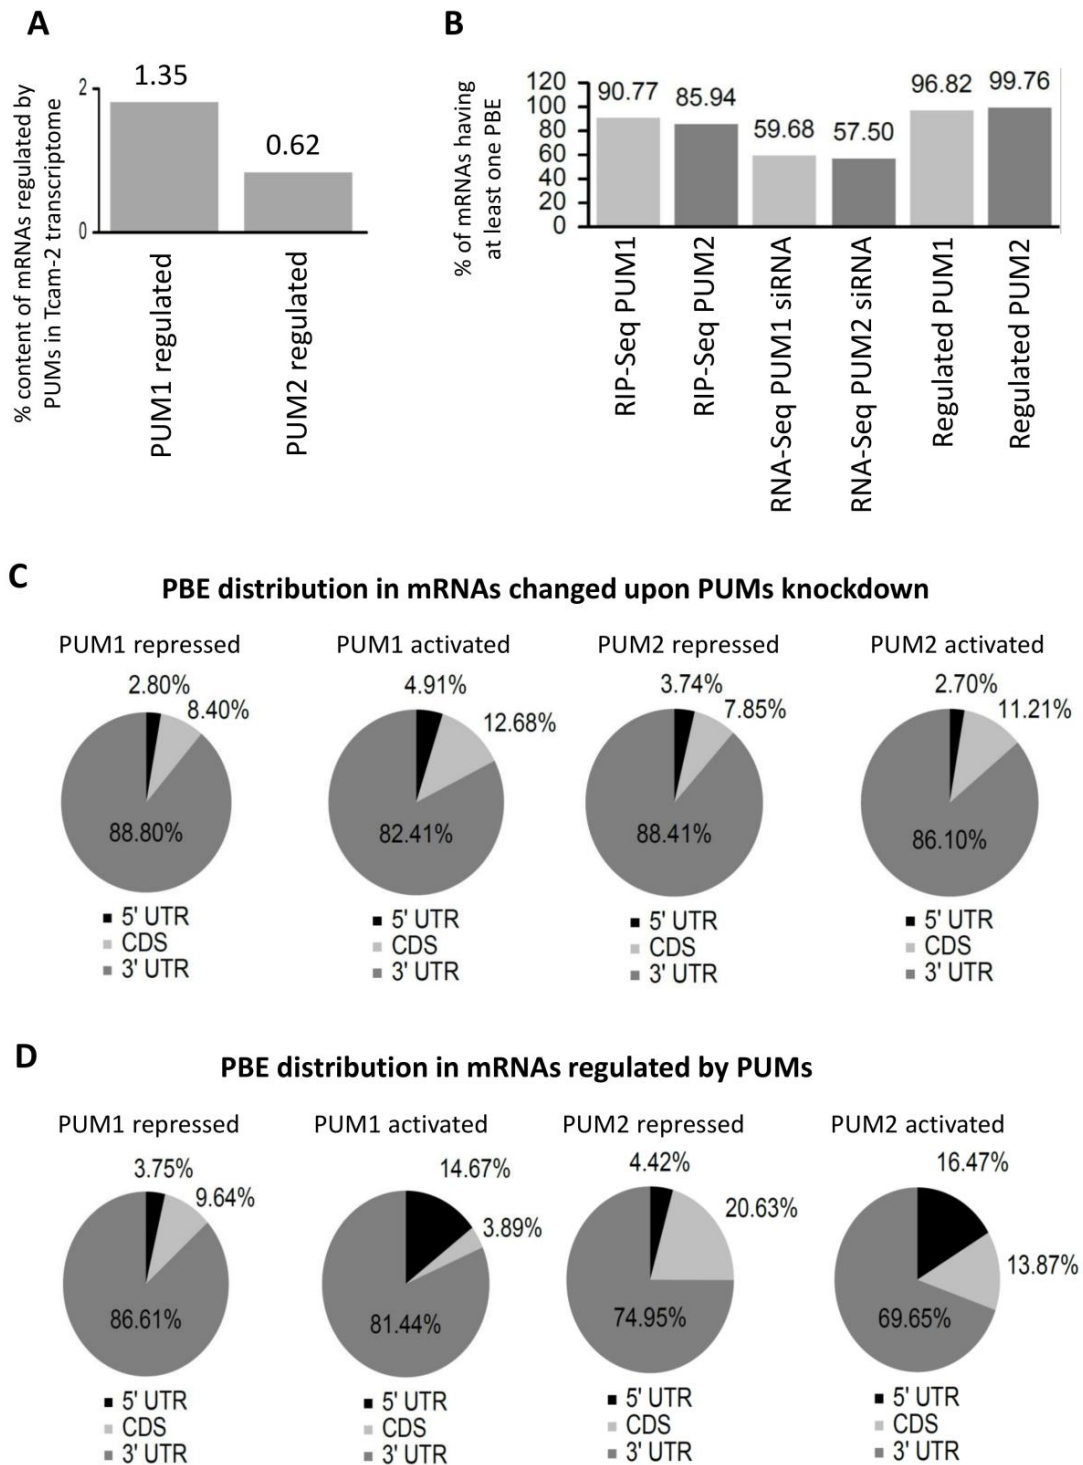 A
% content of mRNAs regulated by
PUMs in Tcam-2 transcriptome
2
0
1.35
0.62
PUM1 regulated
PUM2 regulated
B
% of mRNAs having
at least one PBE
120
100
80
60
40
20
0
90.77
85.94
59.68
57.50
96.82
99.76
RIP-Seq PUM1
RIP-Seq PUM2
RNA-Seq PUM1 siRNA
RNA-Seq PUM2 siRNA
Regulated PUM1
Regulated PUM2
C
PBE distribution in mRNAs changed upon PUMs knockdown
PUM1 repressed
2.80%
8.40%
88.80%
5' UTR
CDS
3' UTR
PUM1 activated
4.91%
12.68%
82.41%
5' UTR
CDS
3' UTR
PUM2 repressed
3.74%
7.85%
88.41%
5' UTR
CDS
3' UTR
PUM2 activated
2.70%
11.21%
86.10%
5' UTR
CDS
3' UTR
D
PBE distribution in mRNAs regulated by PUMs
PUM1 repressed
3.75%
9.64%
86.61%
5' UTR
CDS
3' UTR
PUM1 activated
14.67%
3.89%
81.44%
5' UTR
CDS
3' UTR
PUM2 repressed
4.42%
20.63%
74.95%
5' UTR
CDS
3' UTR
PUM2 activated
16.47%
13.87%
69.65%
5' UTR
CDS
3' UTR